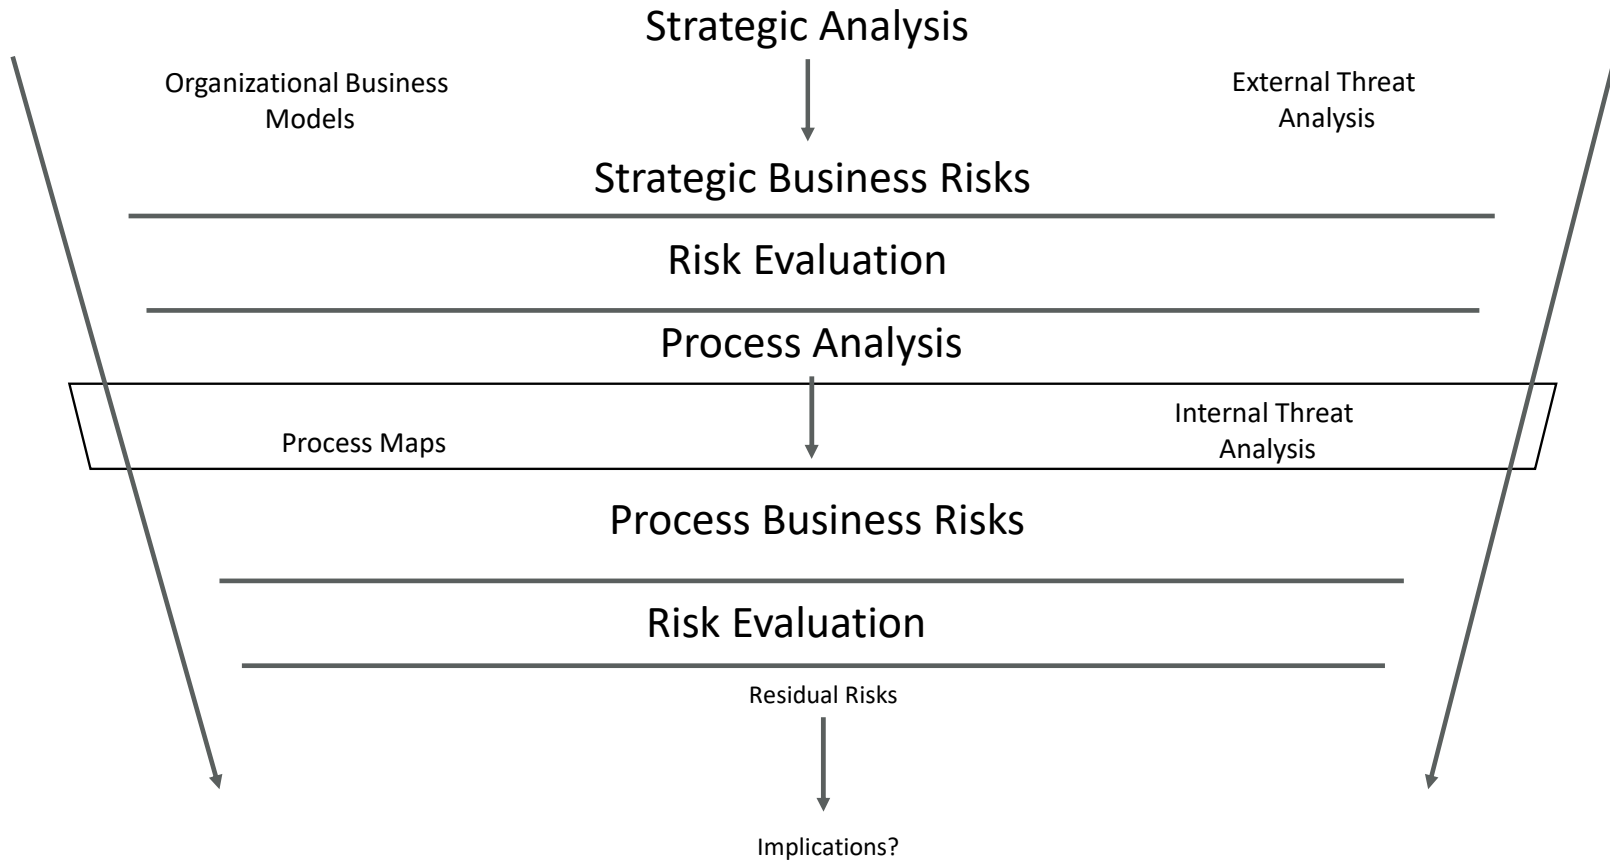 Strategic Analysis
Organizational Business
Models
External Threat
Analysis
Strategic Business Risks
Risk Evaluation
Process Analysis
Process Maps
Internal Threat
Analysis
Process Business Risks
Risk Evaluation
Residual Risks
Implications?